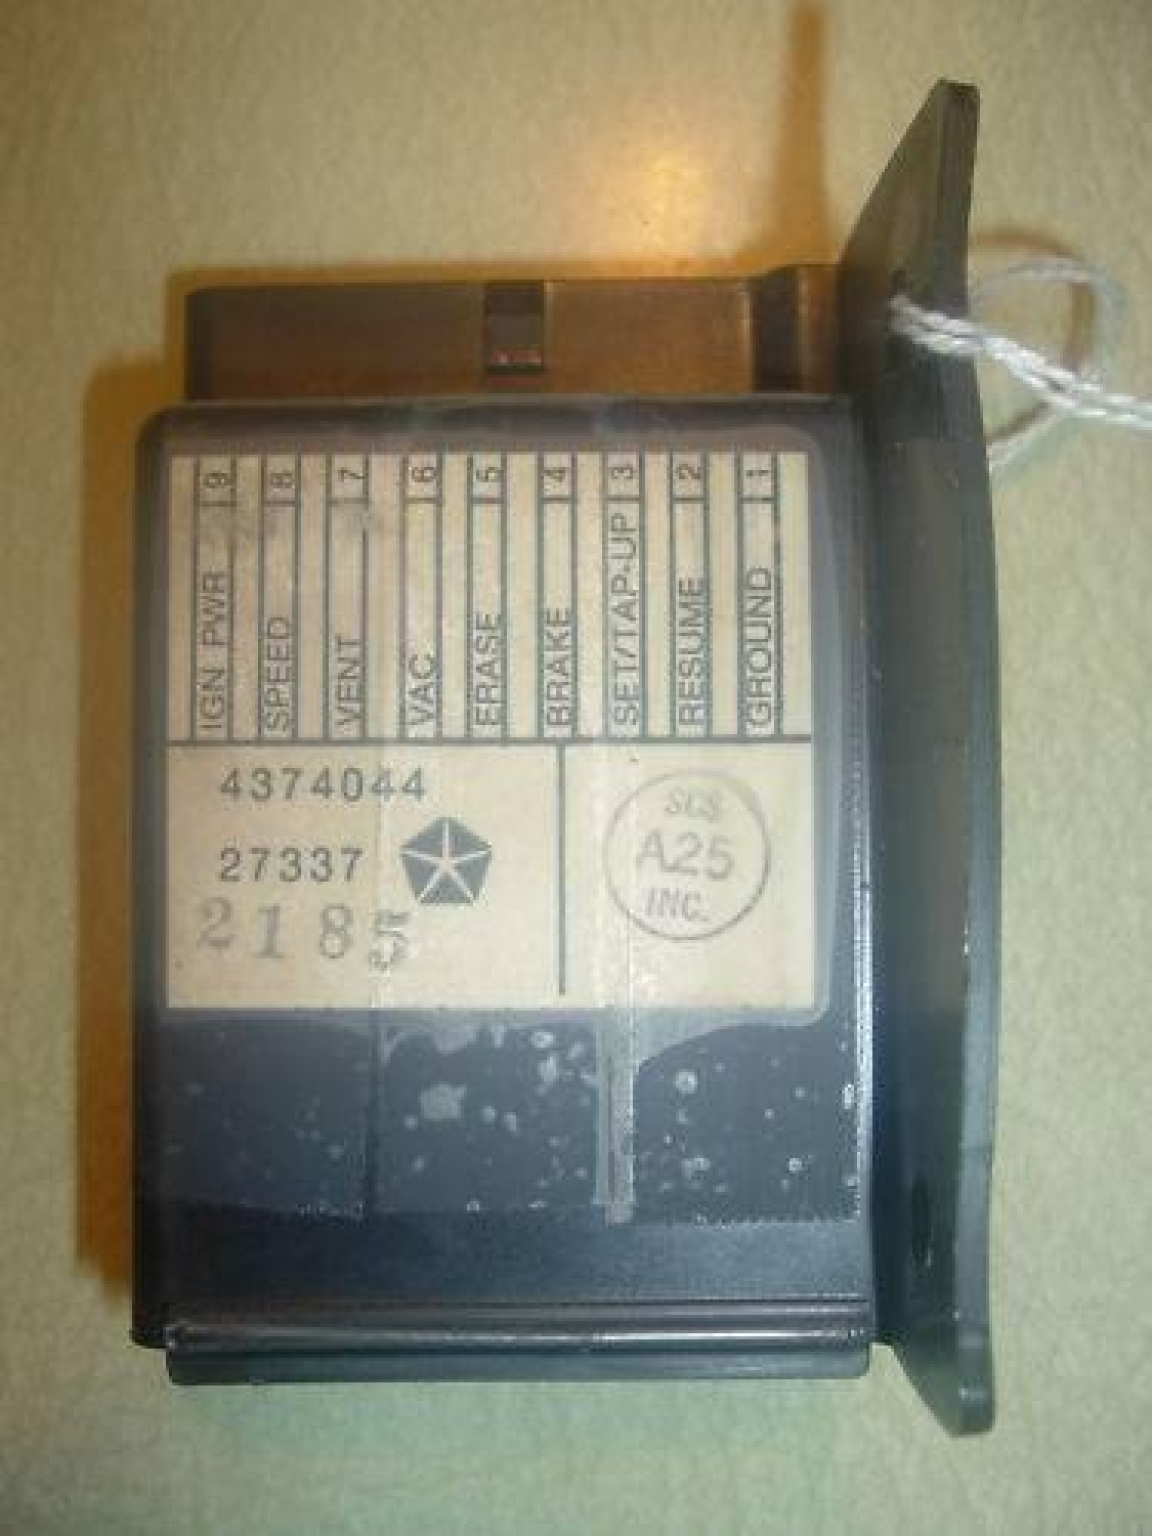 IGN PWR 9
SPEED 8
VENT 7
VAC 6
ERASE 5
BRAKE 4
SET/TAP-UP 3
RESUME 2
GROUND 1
4374044
27337
2185
SCS
A25
INC.